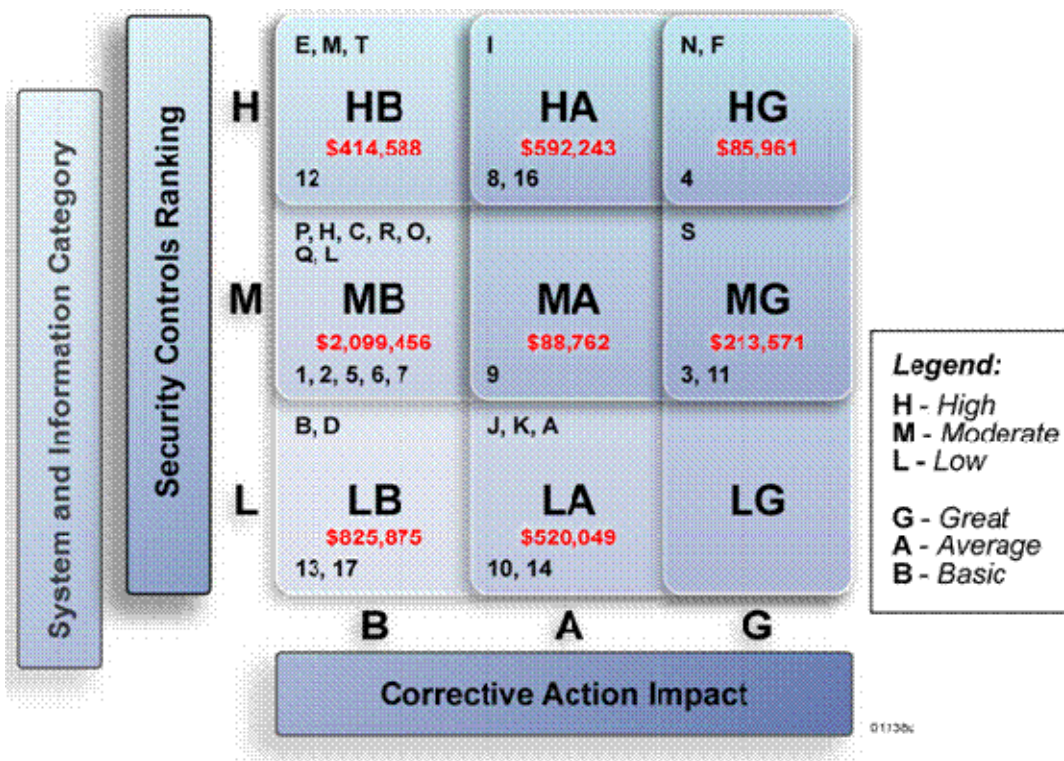 System and Information Category
Security Controls Ranking
H
M
L
E, M, T
HB
$414,588
12
I
HA
$592,243
8, 16
N, F
HG
$85,961
4
P, H, C, R, O,
Q, L
MB
$2,099,456
1, 2, 5, 6, 7
MA
$88,762
9
S
MG
$213,571
3, 11
B, D
LB
$825,875
13, 17
J, K, A
LA
$520,049
10, 14
LG
B
A
G
Corrective Action Impact
Legend:
H - High
M - Moderate
L - Low
G - Great
A - Average
B - Basic